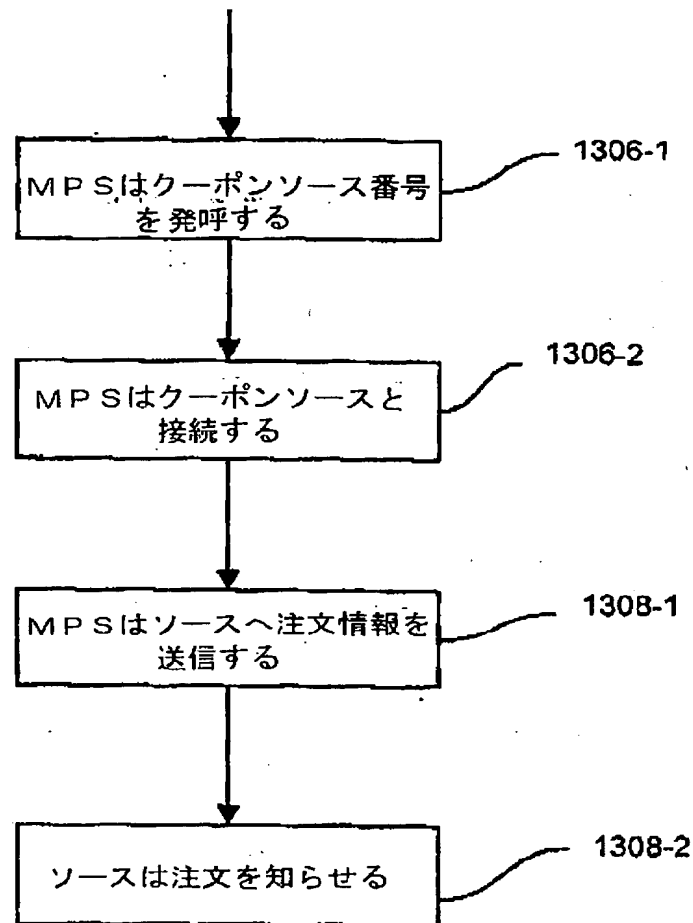 1306-1
ＭＰＳはクーポンソース番号
を発呼する
1306-2
ＭＰＳはクーポンソースと
接続する
1308-1
ＭＰＳはソースへ注文情報を
送信する
1308-2
ソースは注文を知らせる